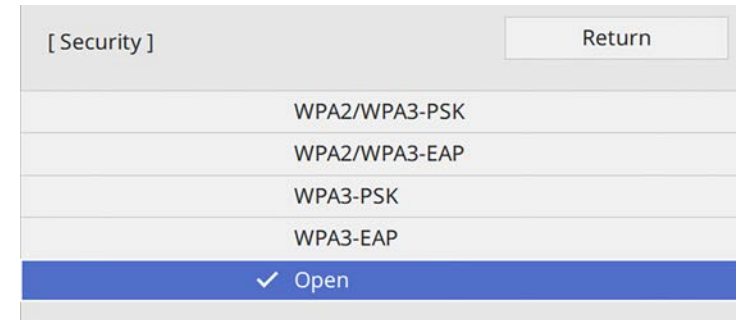 [ Security ]
Return
WPA2/WPA3-PSK
WPA2/WPA3-EAP
WPA3-PSK
WPA3-EAP
Open